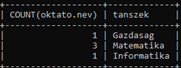 +-------------------+-------------+
| COUNT(oktato.nev) | tanszek     |
+-------------------+-------------+
|                 1 | Gazdasag    |
|                 3 | Matematika  |
|                 1 | Informatika |